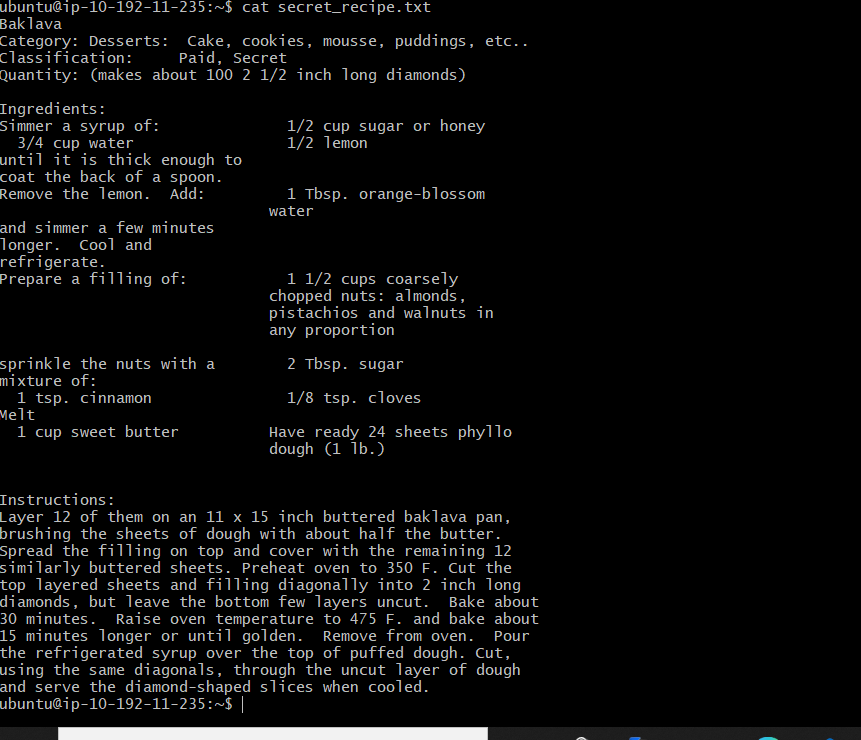 ubuntu@ip-10-192-11-235:~$ cat secret_recipe.txt
Baklava
Category: Desserts:  Cake, cookies, mousse, puddings, etc..
Classification:     Paid, Secret
Quantity: (makes about 100 2 1/2 inch long diamonds)

Ingredients:
Simmer a syrup of:              1/2 cup sugar or honey
  3/4 cup water                 1/2 lemon
until it is thick enough to
coat the back of a spoon.
Remove the lemon.  Add:         1 Tbsp. orange-blossom
                              water
and simmer a few minutes
longer.  Cool and
refrigerate.
Prepare a filling of:           1 1/2 cups coarsely
                              chopped nuts: almonds,
                              pistachios and walnuts in
                              any proportion

sprinkle the nuts with a        2 Tbsp. sugar
mixture of:
  1 tsp. cinnamon               1/8 tsp. cloves
Melt
  1 cup sweet butter          Have ready 24 sheets phyllo
                              dough (1 lb.)


Instructions:
Layer 12 of them on an 11 x 15 inch buttered baklava pan,
brushing the sheets of dough with about half the butter.
Spread the filling on top and cover with the remaining 12
similarly buttered sheets. Preheat oven to 350 F. Cut the
top layered sheets and filling diagonally into 2 inch long
diamonds, but leave the bottom few layers uncut.  Bake about
30 minutes.  Raise oven temperature to 475 F. and bake about
15 minutes longer or until golden.  Remove from oven.  Pour
the refrigerated syrup over the top of puffed dough. Cut,
using the same diagonals, through the uncut layer of dough
and serve the diamond-shaped slices when cooled.
ubuntu@ip-10-192-11-235:~$